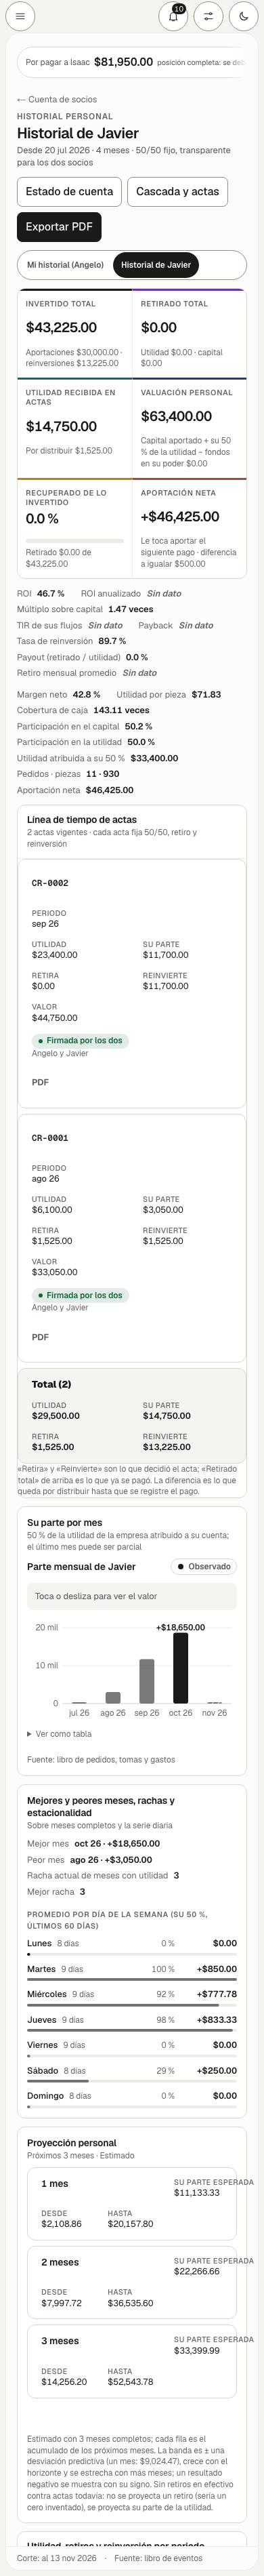 10
Por pagar a Isaac $81,950.00 posición completa: se deb
← Cuenta de socios
HISTORIAL PERSONAL
Historial de Javier
Desde 20 jul 26 · 4 meses · 50/50 fijo, transparente
para los dos socios
Estado de cuenta
Cascada y actas
Exportar PDF
Mi historial (Angelo)
Historial de Javier
INVERTIDO TOTAL
$43,225.00
Aportaciones $30,000.00 ·
reinversiones $13,225.00
RETIRADO TOTAL
$0.00
Utilidad $0.00 · capital
$0.00
UTILIDAD RECIBIDA EN
ACTAS
$14,750.00
Por distribuir $1,525.00
VALUACIÓN PERSONAL
$63,400.00
Capital aportado + su 50
% de la utilidad − fondos
en su poder $0.00
RECUPERADO DE LO
INVERTIDO
0.0 %
Retirado $0.00 de
$43,225.00
APORTACIÓN NETA
+$46,425.00
Le toca aportar el
siguiente pago · diferencia
a igualar $500.00
ROI 46.7 % ROI anualizado Sin dato
Múltiplo sobre capital 1.47 veces
TIR de sus flujos Sin dato Payback Sin dato
Tasa de reinversión 89.7 %
Payout (retirado / utilidad) 0.0 %
Retiro mensual promedio Sin dato
Margen neto 42.8 % Utilidad por pieza $71.83
Cobertura de caja 143.11 veces
Participación en el capital 50.2 %
Participación en la utilidad 50.0 %
Utilidad atribuida a su 50 % $33,400.00
Pedidos · piezas 11 · 930
Aportación neta $46,425.00
Línea de tiempo de actas
2 actas vigentes · cada acta fija 50/50, retiro y
reinversión
CR-0002
PERIODO
sep 26
UTILIDAD SU PARTE
$23,400.00 $11,700.00
RETIRA REINVIERTE
$0.00 $11,700.00
VALOR
$44,750.00
Firmada por los dos
Angelo y Javier
PDF
CR-0001
PERIODO
ago 26
UTILIDAD SU PARTE
$6,100.00 $3,050.00
RETIRA REINVIERTE
$1,525.00 $1,525.00
VALOR
$33,050.00
Firmada por los dos
Angelo y Javier
PDF
Total (2)
UTILIDAD SU PARTE
$29,500.00 $14,750.00
RETIRA REINVIERTE
$1,525.00 $13,225.00
«Retira» y «Reinvierte» son lo que decidió el acta; «Retirado
total» de arriba es lo que ya se pagó. La diferencia es lo que
queda por distribuir hasta que se registre el pago.
Su parte por mes
50 % de la utilidad de la empresa atribuido a su cuenta;
el último mes puede ser parcial
Parte mensual de Javier
Observado
Toca o desliza para ver el valor
20 mil
10 mil
0
+$18,650.00
jul 26 ago 26 sep 26 oct 26 nov 26
▶ Ver como tabla
Fuente: libro de pedidos, tomas y gastos
Mejores y peores meses, rachas y
estacionalidad
Sobre meses completos y la serie diaria
Mejor mes oct 26 · +$18,650.00
Peor mes ago 26 · +$3,050.00
Racha actual de meses con utilidad 3
Mejor racha 3
PROMEDIO POR DÍA DE LA SEMANA (SU 50 %,
ÚLTIMOS 60 DÍAS)
Lunes 8 días 0 % $0.00
Martes 9 días 100 % +$850.00
Miércoles 9 días 92 % +$777.78
Jueves 9 días 98 % +$833.33
Viernes 9 días 0 % $0.00
Sábado 8 días 29 % +$250.00
Domingo 8 días 0 % $0.00
Proyección personal
Próximos 3 meses · Estimado
1 mes
SU PARTE ESPERADA
$11,133.33
DESDE HASTA
$2,108.86 $20,157.80
2 meses
SU PARTE ESPERADA
$22,266.66
DESDE HASTA
$7,997.72 $36,535.60
3 meses
SU PARTE ESPERADA
$33,399.99
DESDE HASTA
$14,256.20 $52,543.78
Estimado con 3 meses completos; cada fila es el
acumulado de los próximos meses. La banda es ± una
desviación predictiva (un mes: $9,024.47), crece con el
horizonte y se estrecha con más meses; un resultado
negativo se muestra con su signo. Sin retiros en efectivo
contra actas todavía: no se proyecta un retiro (sería un
cero inventado), se proyecta su parte de la utilidad.
Utilidad, retiros y reinversión por periodo
Corte: al 13 nov 2026 · Fuente: libro de eventos